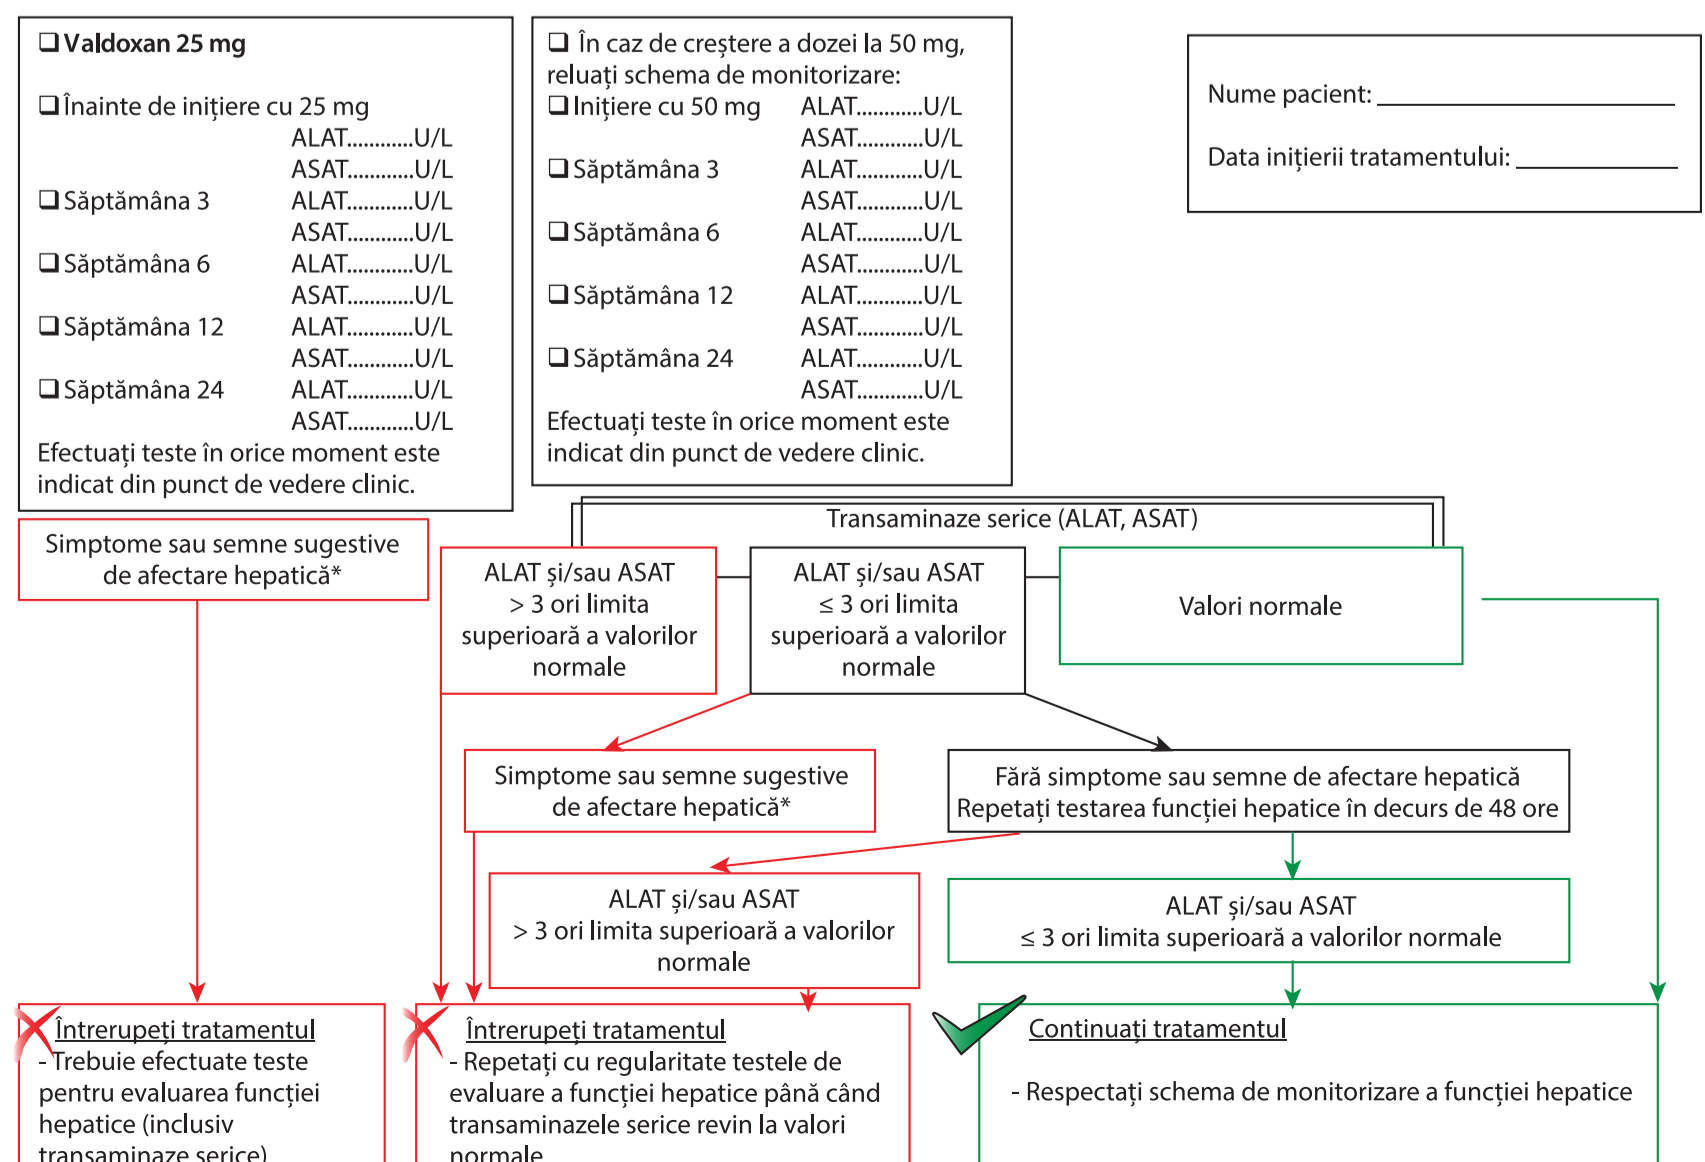 ❑ Valdoxan 25 mg
❑ Înainte de inițiere cu 25 mg
ALAT............U/L
ASAT............U/L
❑ Săptămâna 3 ALAT............U/L
ASAT............U/L
❑ Săptămâna 6 ALAT............U/L
ASAT............U/L
❑ Săptămâna 12 ALAT............U/L
ASAT............U/L
❑ Săptămâna 24 ALAT............U/L
ASAT............U/L
Efectuați teste în orice moment este
indicat din punct de vedere clinic.
❑ În caz de creștere a dozei la 50 mg,
reluați schema de monitorizare:
❑ Inițiere cu 50 mg ALAT............U/L
ASAT............U/L
❑ Săptămâna 3 ALAT............U/L
ASAT............U/L
❑ Săptămâna 6 ALAT............U/L
ASAT............U/L
❑ Săptămâna 12 ALAT............U/L
ASAT............U/L
❑ Săptămâna 24 ALAT............U/L
ASAT............U/L
Efectuați teste în orice moment este
indicat din punct de vedere clinic.
Nume pacient: ______________________
Data inițierii tratamentului: ____________
Transaminaze serice (ALAT, ASAT)
Simptome sau semne sugestive
de afectare hepatică*
ALAT și/sau ASAT
> 3 ori limita
superioară a valorilor
normale
ALAT și/sau ASAT
≤ 3 ori limita
superioară a valorilor
normale
Valori normale
Simptome sau semne sugestive
de afectare hepatică*
Fără simptome sau semne de afectare hepatică
Repetați testarea funcției hepatice în decurs de 48 ore
ALAT și/sau ASAT
> 3 ori limita superioară a valorilor
normale
ALAT și/sau ASAT
≤ 3 ori limita superioară a valorilor normale
Întrerupeți tratamentul
- Trebuie efectuate teste
pentru evaluarea funcției
hepatice (inclusiv
transaminaze serice)
Întrerupeți tratamentul
- Repetați cu regularitate testele de
evaluare a funcției hepatice până când
transaminazele serice revin la valori
normale
Continuați tratamentul
- Respectați schema de monitorizare a funcției hepatice